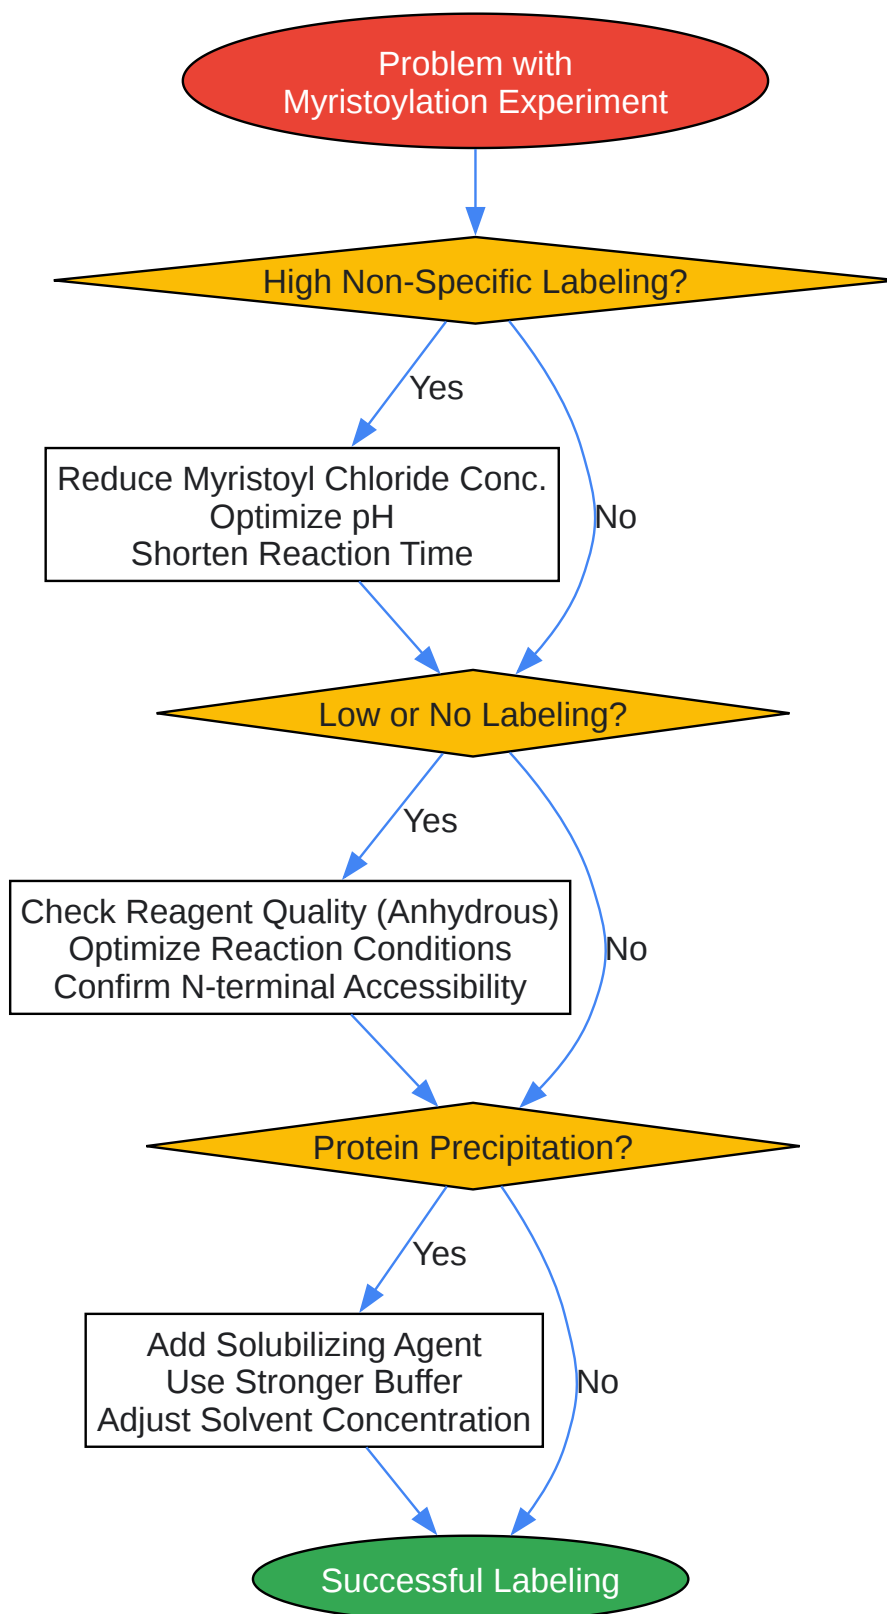 Problem with
Myristoylation Experiment
High Non-Specific Labeling?
Yes
Reduce Myristoyl Chloride Conc.
Optimize pH
Shorten Reaction Time
No
Low or No Labeling?
Yes
Check Reagent Quality (Anhydrous)
Optimize Reaction Conditions
Confirm N-terminal Accessibility
No
Protein Precipitation?
Yes
Add Solubilizing Agent
Use Stronger Buffer
Adjust Solvent Concentration
No
Successful Labeling